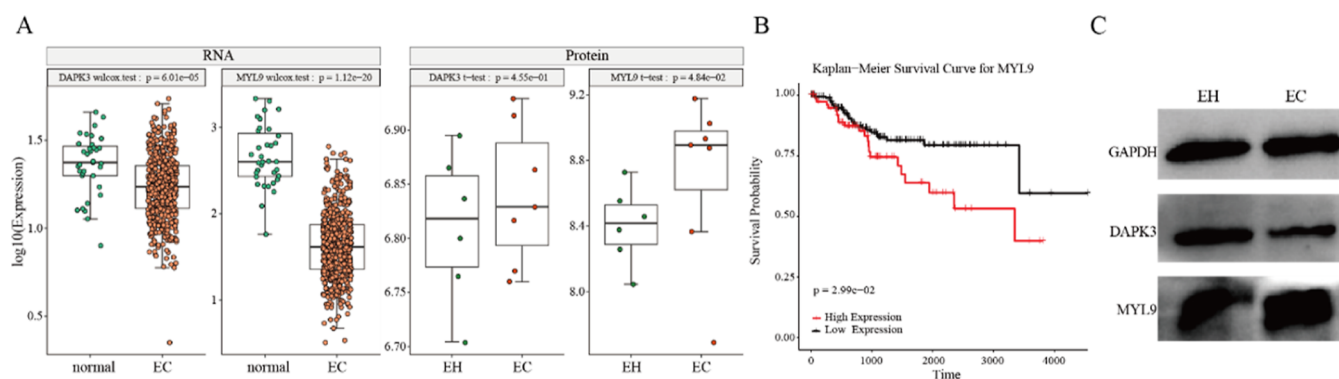 A
B
C
RNA
Protein
DAPK3 wilcox.test : p = 6.01e−05
MYL9 wilcox.test : p = 1.12e−20
DAPK3 t−test : p = 4.55e−01
MYL9 t−test : p = 4.84e−02
log10(Expression)
1.5
1.0
0.5
3
2
1
6.90
6.85
6.80
6.75
6.70
9.2
8.8
8.4
8.0
normal
EC
normal
EC
EH
EC
EH
EC
Kaplan−Meier Survival Curve for MYL9
Survival Probability
1.00
0.75
0.50
0.25
0.00
p = 2.99e−02
High Expression
Low Expression
0
1000
2000
3000
4000
Time
EH
EC
GAPDH
DAPK3
MYL9